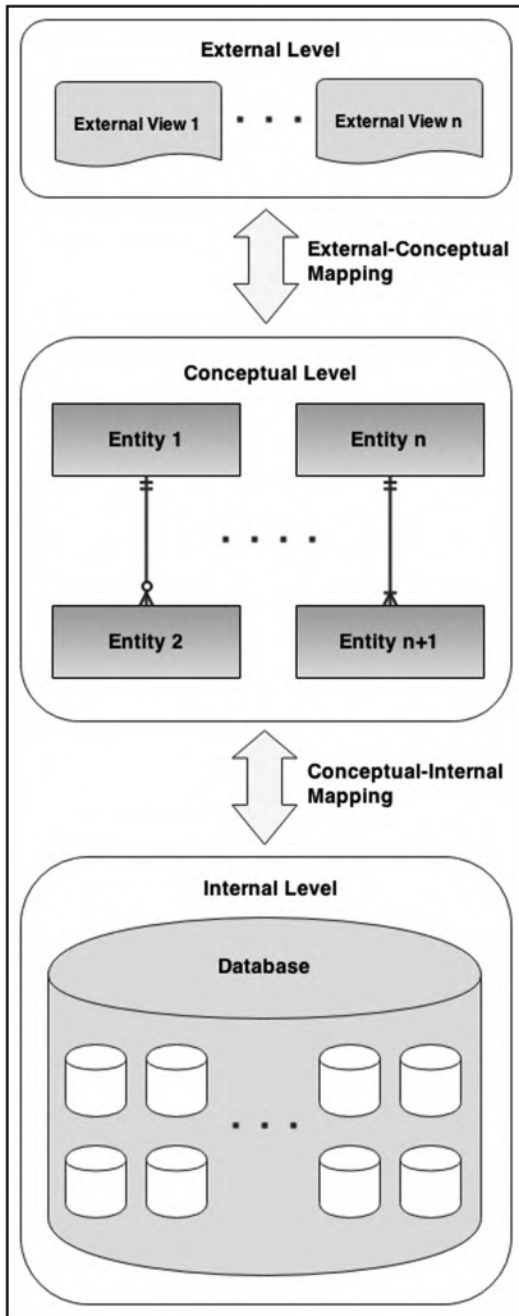 External Level
External View 1
. . .
External View n
External-Conceptual
Mapping
Conceptual Level
Entity 1
Entity n
. . . .
Entity 2
Entity n+1
Conceptual-Internal
Mapping
Internal Level
Database
. . .